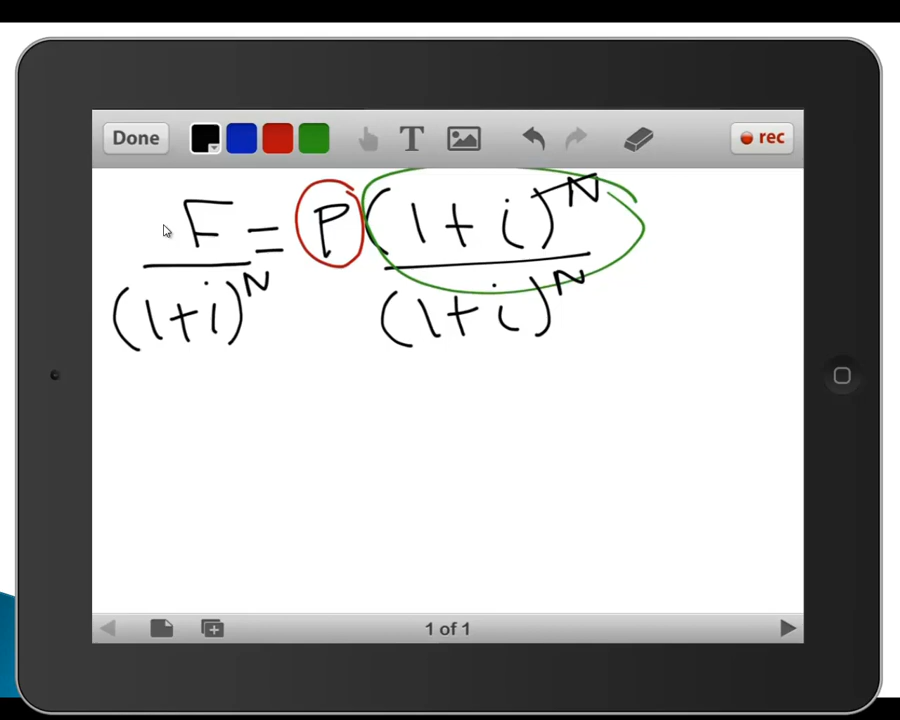 Done T rec
F = P (1+i)^N
(1+i)^N (1+i)^N
1 of 1